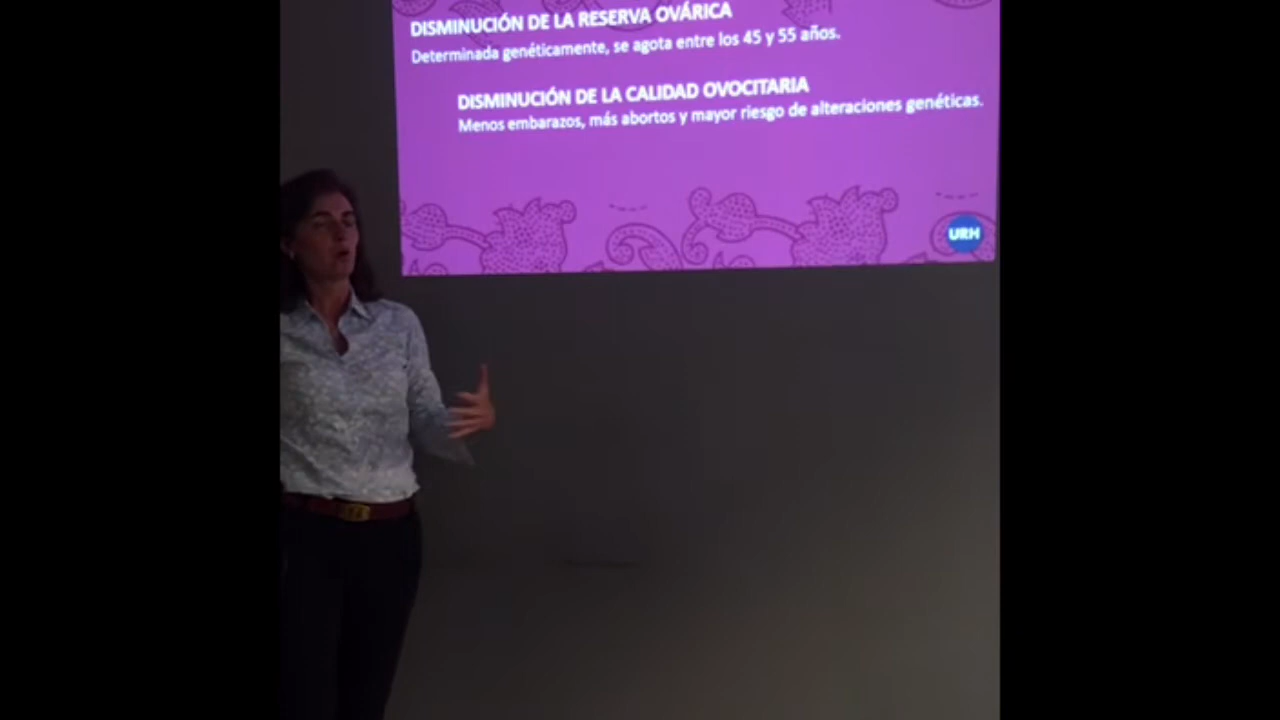 DISMINUCIÓN DE LA RESERVA OVÁRICA
Determinada genéticamente, se agota entre los 45 y 55 años.
DISMINUCIÓN DE LA CALIDAD OVOCITARIA
Menos embarazos, más abortos y mayor riesgo de alteraciones genéticas.
URH